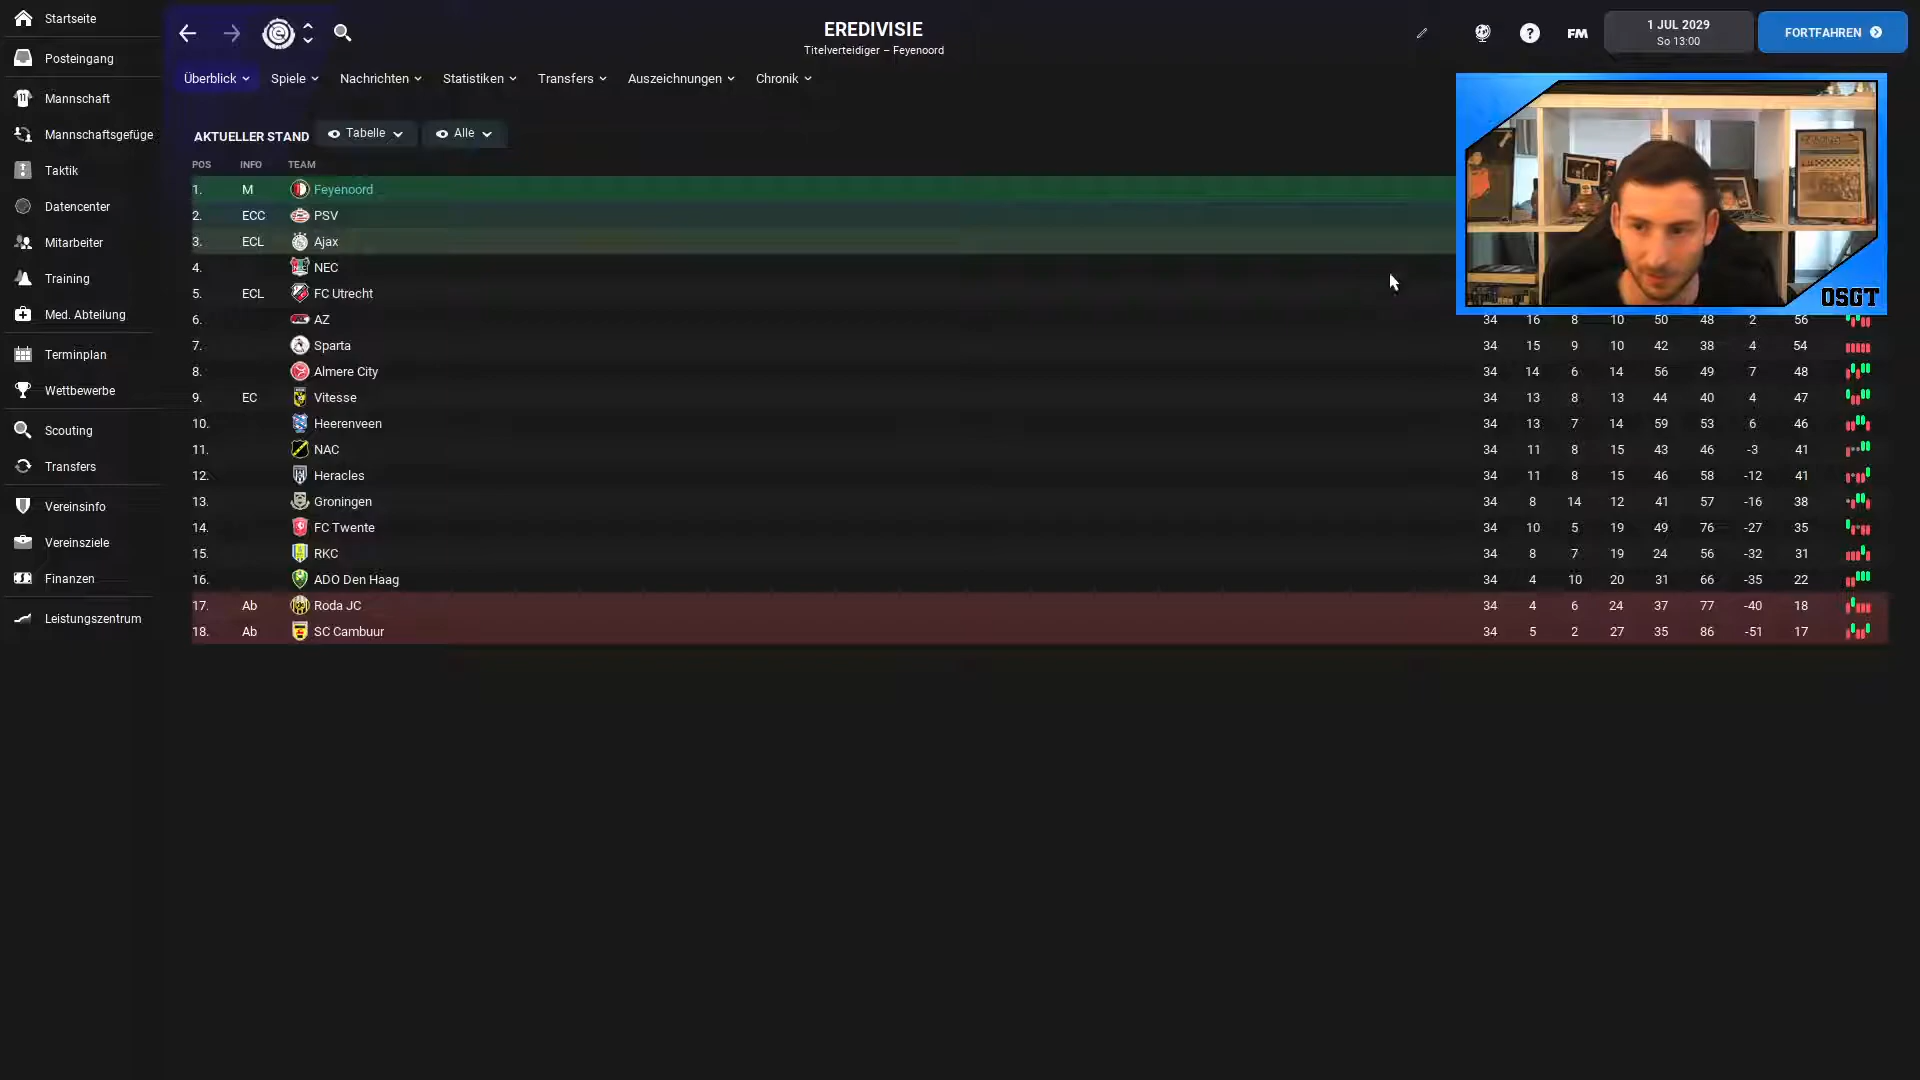 Startseite
Posteingang
Mannschaft
Mannschaftsgefüge
Taktik
Datencenter
Mitarbeiter
Training
Med. Abteilung
Terminplan
Wettbewerbe
Scouting
Transfers
Vereinsinfo
Vereinsziele
Finanzen
Leistungszentrum
EREDIVISIE
Titelverteidiger – Feyenoord
FM
1 JUL 2029
So 13:00
FORTFAHREN
Überblick Spiele Nachrichten Statistiken Transfers Auszeichnungen Chronik
AKTUELLER STAND Tabelle Alle
POS INFO TEAM
1. M Feyenoord
2. ECC PSV
3. ECL Ajax
4. NEC
5. ECL FC Utrecht
OSGT
6. AZ 34 16 8 10 50 48 2 56
7. Sparta 34 15 9 10 42 38 4 54
8. Almere City 34 14 6 14 56 49 7 48
9. EC Vitesse 34 13 8 13 44 40 4 47
10. Heerenveen 34 13 7 14 59 53 6 46
11. NAC 34 11 8 15 43 46 -3 41
12. Heracles 34 11 8 15 46 58 -12 41
13. Groningen 34 8 14 12 41 57 -16 38
14. FC Twente 34 10 5 19 49 76 -27 35
15. RKC 34 8 7 19 24 56 -32 31
16. ADO Den Haag 34 4 10 20 31 66 -35 22
17. Ab Roda JC 34 4 6 24 37 77 -40 18
18. Ab SC Cambuur 34 5 2 27 35 86 -51 17